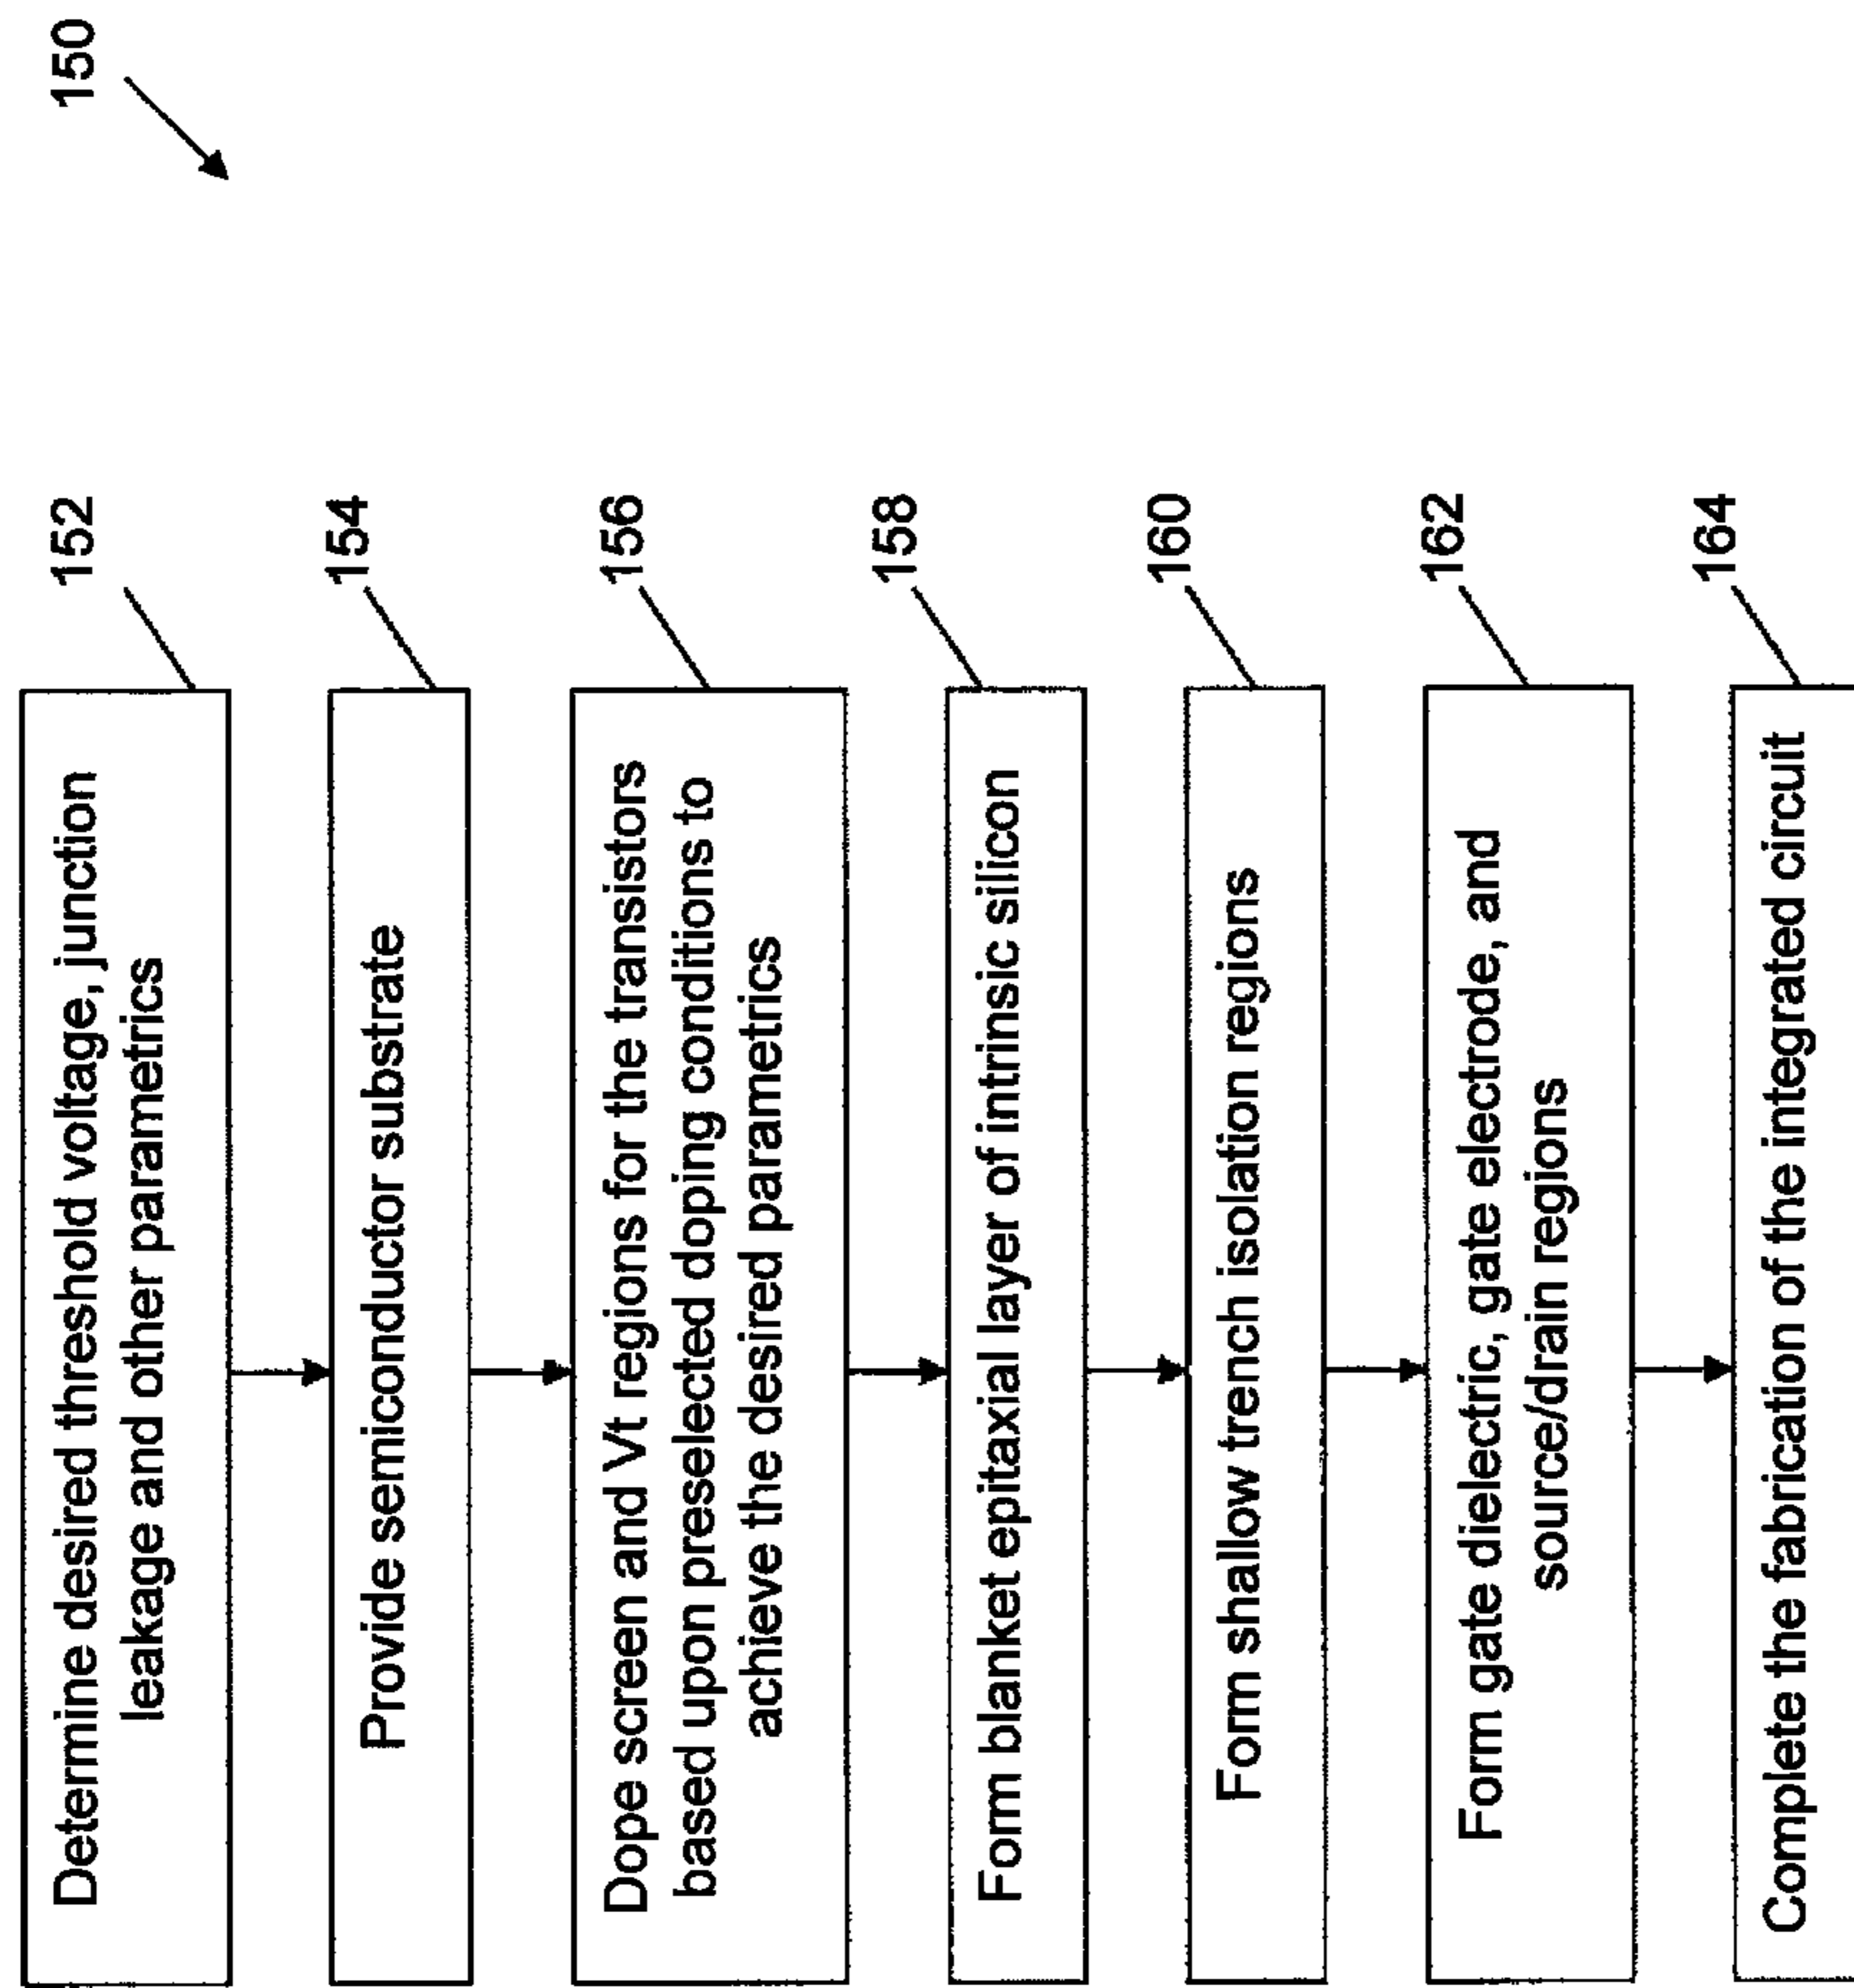 150
152
Determine desired threshold voltage, junction
leakage and other parametrics
154
Provide semiconductor substrate
156
Dope screen and Vt regions for the transistors
based upon preselected doping conditions to
achieve the desired parametrics
158
Form blanket epitaxial layer of intrinsic silicon
160
Form shallow trench isolation regions
162
Form gate dielectric, gate electrode, and
source/drain regions
164
Complete the fabrication of the integrated circuit